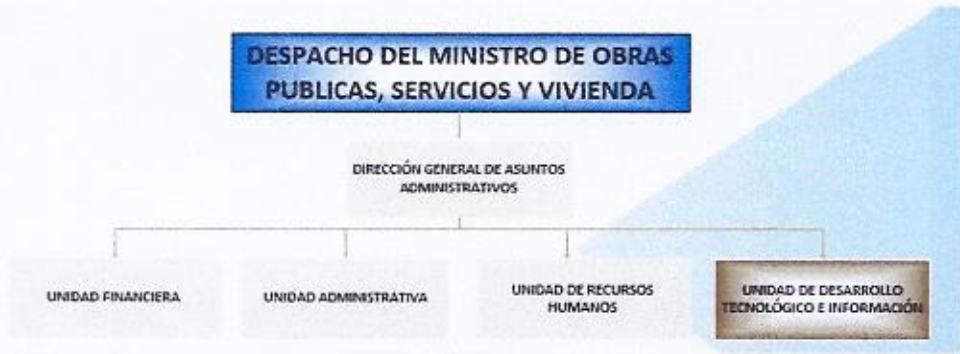 DESPACHO DEL MINISTRO DE OBRAS
PUBLICAS, SERVICIOS Y VIVIENDA
DIRECCIÓN GENERAL DE ASUNTOS
ADMINISTRATIVOS
UNIDAD FINANCIERA
UNIDAD ADMINISTRATIVA
UNIDAD DE RECURSOS
HUMANOS
UNIDAD DE DESARROLLO
TECNOLÓGICO E INFORMACIÓN